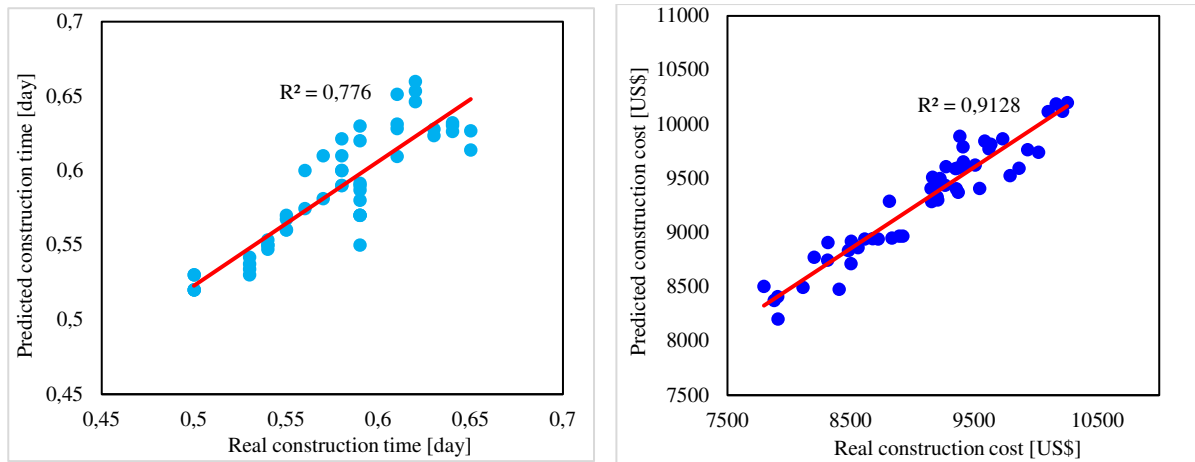 0,7
0,65
0,6
0,55
0,5
0,45
Predicted construction time [day]
R² = 0,776
0,45 0,5 0,55 0,6 0,65 0,7
Real construction time [day]
11000
10500
10000
9500
9000
8500
8000
7500
Predicted construction cost [US$]
R² = 0,9128
7500 8500 9500 10500
Real construction cost [US$]